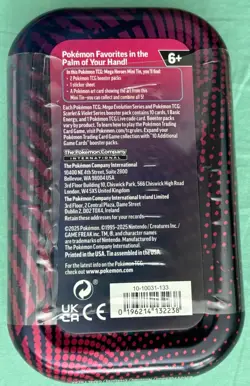 Pokémon Favorites in the
Palm of Your Hand!
6+
In this Pokémon TCG: Mega Heroes Mini Tin, you'll find:
• 2 Pokémon TCG booster packs
• 1 sticker sheet
• A Pokémon card showing the art from this
Mini Tin—you can collect and combine all 5!
Each Pokémon TCG: Mega Evolution Series and Pokémon TCG:
Scarlet & Violet Series booster pack contains 10 cards, 1 Basic
Energy, and 1 Pokémon TCG Live code card. Booster packs
vary by product. To learn how to play the Pokémon Trading
Card Game, visit Pokemon.com/tcgrules. Expand your
Pokémon Trading Card Game collection with "10 Additional
Game Cards" booster packs.
The Pokémon Company
INTERNATIONAL
The Pokémon Company International
10400 NE 4th Street, Suite 2800
Bellevue, WA 98004 USA
3rd Floor Building 10, Chiswick Park, 566 Chiswick High Road
London, W4 5XS United Kingdom
The Pokémon Company International Ireland Limited
3rd Floor, 2 Central Plaza, Dame Street
Dublin 2, D02 T0X4, Ireland
Retain these addresses for your records.
©2025 Pokémon. ©1995–2025 Nintendo / Creatures Inc. /
GAME FREAK inc. TM, ®, and character names
are trademarks of Nintendo. Manufactured by
The Pokémon Company International.
Printed in the USA. Tin assembled in the USA.
For the latest info on the Pokémon TCG,
check out www.pokemon.com.
UK
CA
CE
10-10031-133
0 196214 132238